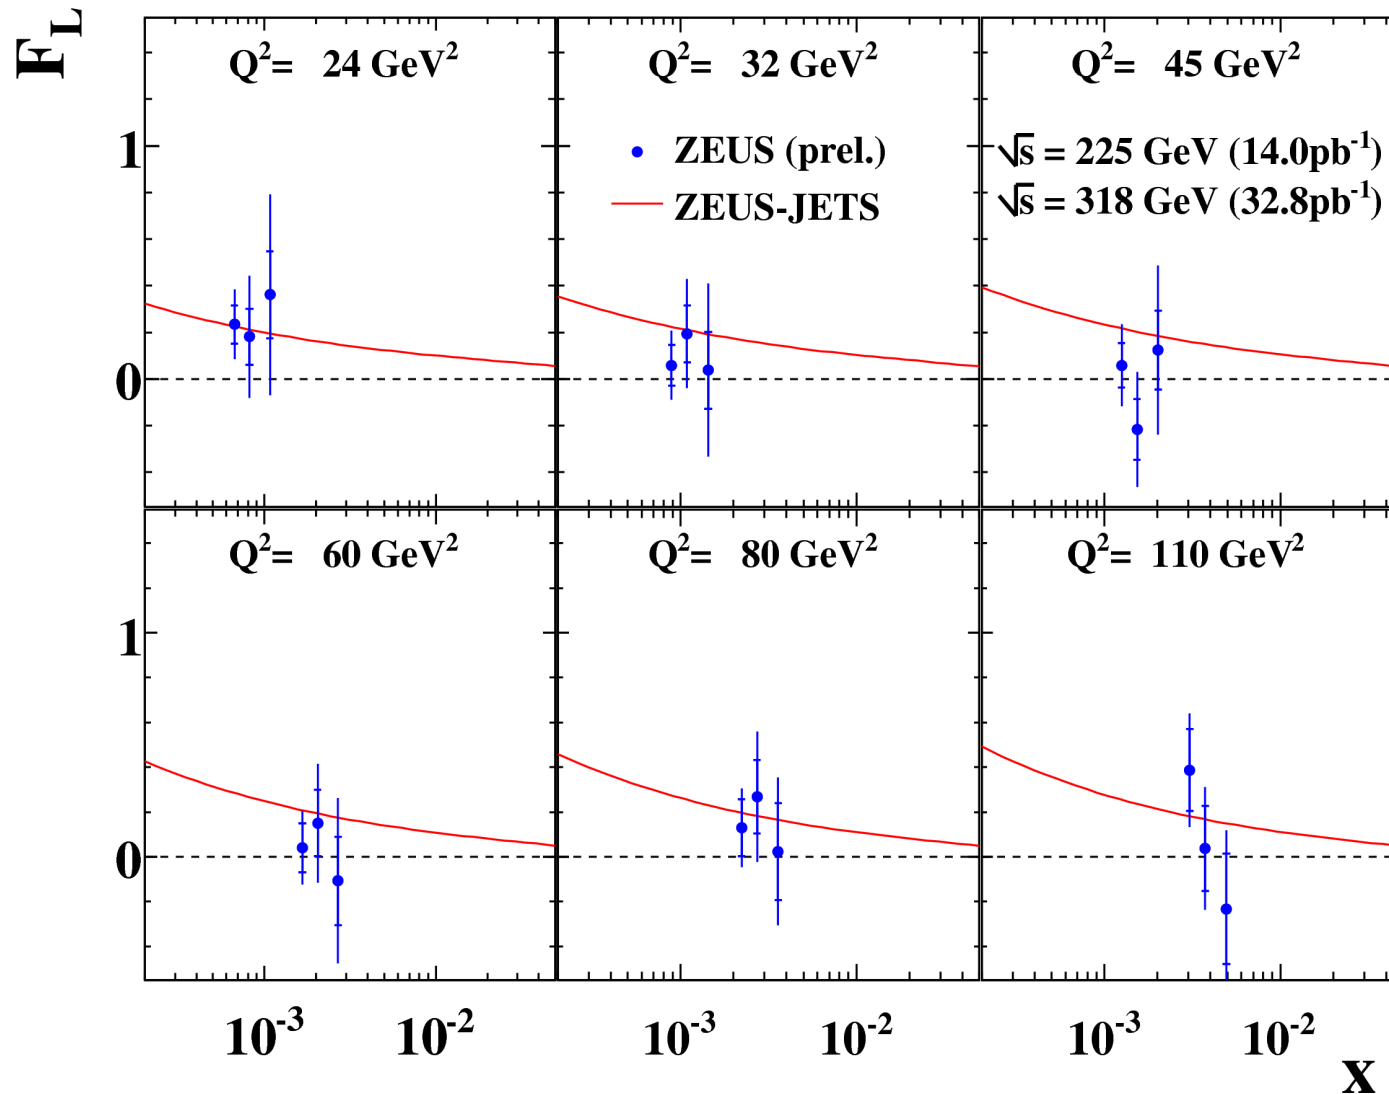 F_L
Q²= 24 GeV²
Q²= 32 GeV²
Q²= 45 GeV²
ZEUS (prel.)
ZEUS-JETS
√s = 225 GeV (14.0pb⁻¹)
√s = 318 GeV (32.8pb⁻¹)
1
0
Q²= 60 GeV²
Q²= 80 GeV²
Q²= 110 GeV²
1
0
10⁻³ 10⁻² 10⁻³ 10⁻² 10⁻³ 10⁻²
x